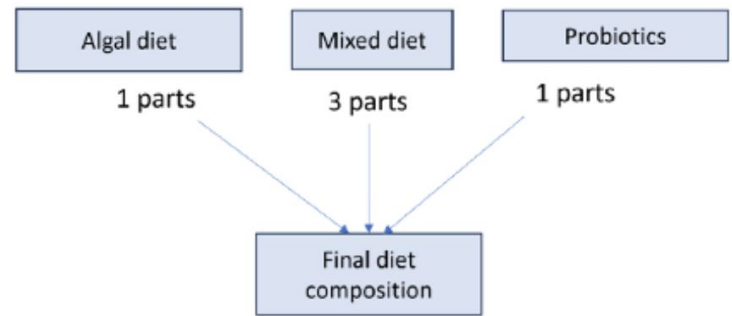 Algal diet
Mixed diet
Probiotics
1 parts
3 parts
1 parts
Final diet
composition